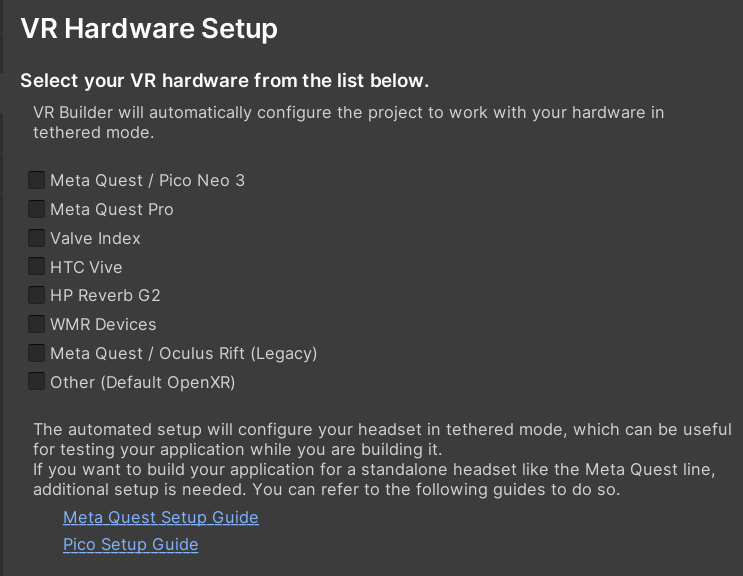 VR Hardware Setup
Select your VR hardware from the list below.
VR Builder will automatically configure the project to work with your hardware in
tethered mode.
Meta Quest / Pico Neo 3
Meta Quest Pro
Valve Index
HTC Vive
HP Reverb G2
WMR Devices
Meta Quest / Oculus Rift (Legacy)
Other (Default OpenXR)
The automated setup will configure your headset in tethered mode, which can be useful
for testing your application while you are building it.
If you want to build your application for a standalone headset like the Meta Quest line,
additional setup is needed. You can refer to the following guides to do so.
Meta Quest Setup Guide
Pico Setup Guide